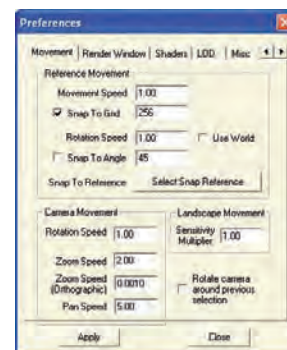 Preferences
Movement Render Window Shaders LOD Misc
Reference Movement
Movement Speed 1.00
Snap To Grid 256
Rotation Speed 1.00 Use World
Snap To Angle 45
Snap To Reference Select Snap Reference
Camera Movement
Rotation Speed 1.00
Zoom Speed 2.00
Zoom Speed (Orthographic) 0.0010
Pan Speed 5.00
Landscape Movement
Sensitivity Multiplier 1.00
Rotate camera around previous selection
Apply Close